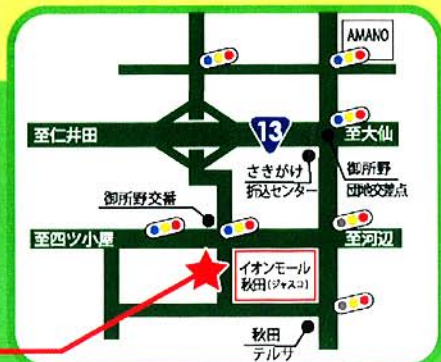 AMANO
至仁井田
13
至大仙
さきがけ
折込センター
御所野
団地交差点
御所野交番
至四ツ小屋
至河辺
イオンモール
秋田(ジャスコ)
秋田
テルサ